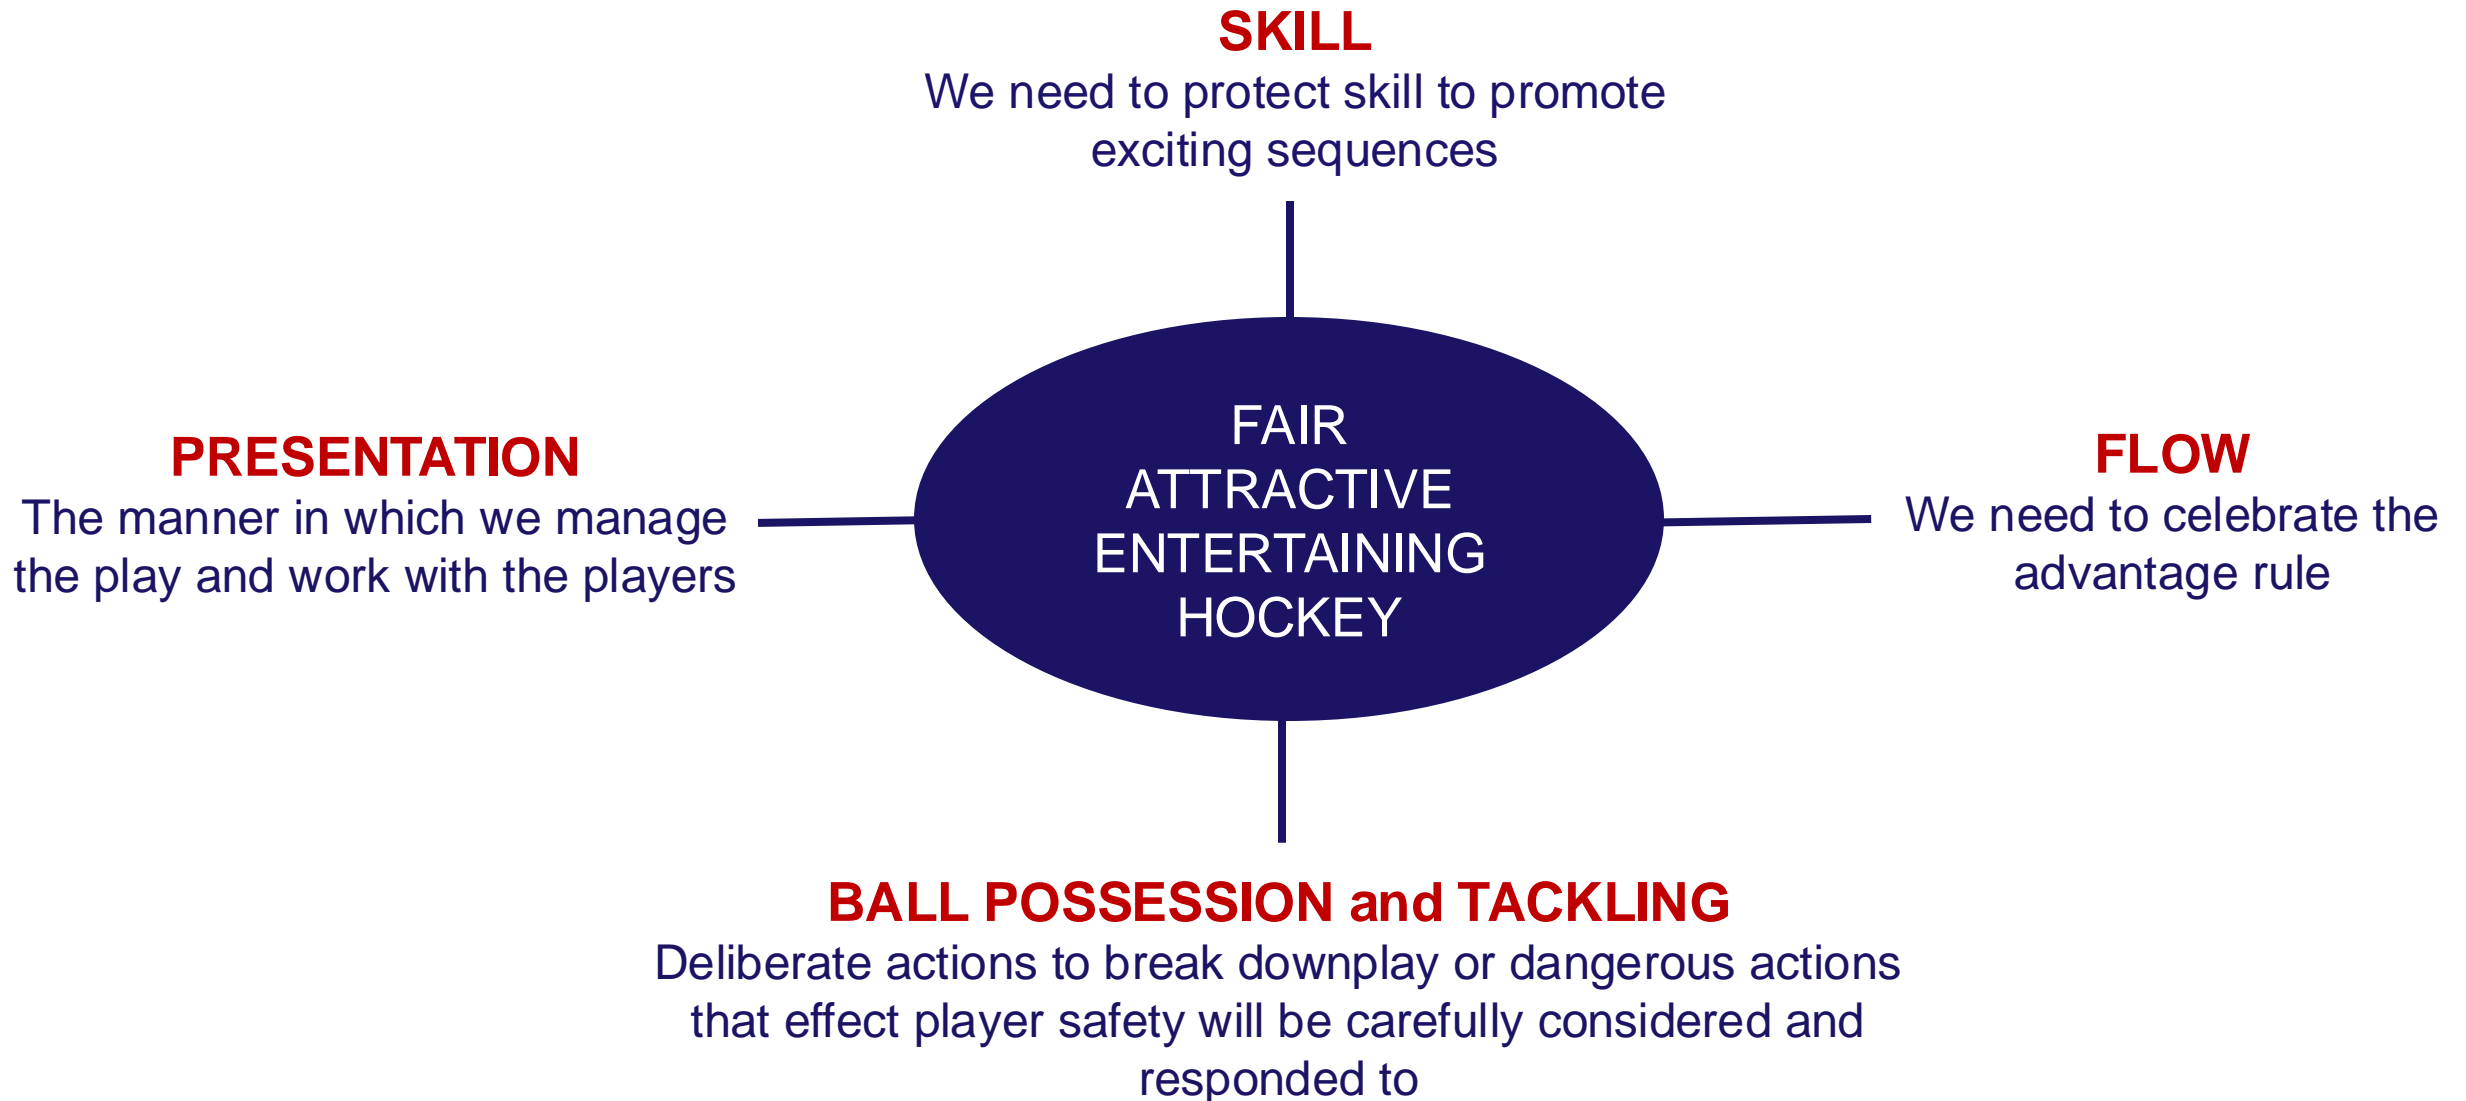 SKILL
We need to protect skill to promote
exciting sequences
PRESENTATION
The manner in which we manage
the play and work with the players
FAIR
ATTRACTIVE
ENTERTAINING
HOCKEY
FLOW
We need to celebrate the
advantage rule
BALL POSSESSION and TACKLING
Deliberate actions to break downplay or dangerous actions
that effect player safety will be carefully considered and
responded to